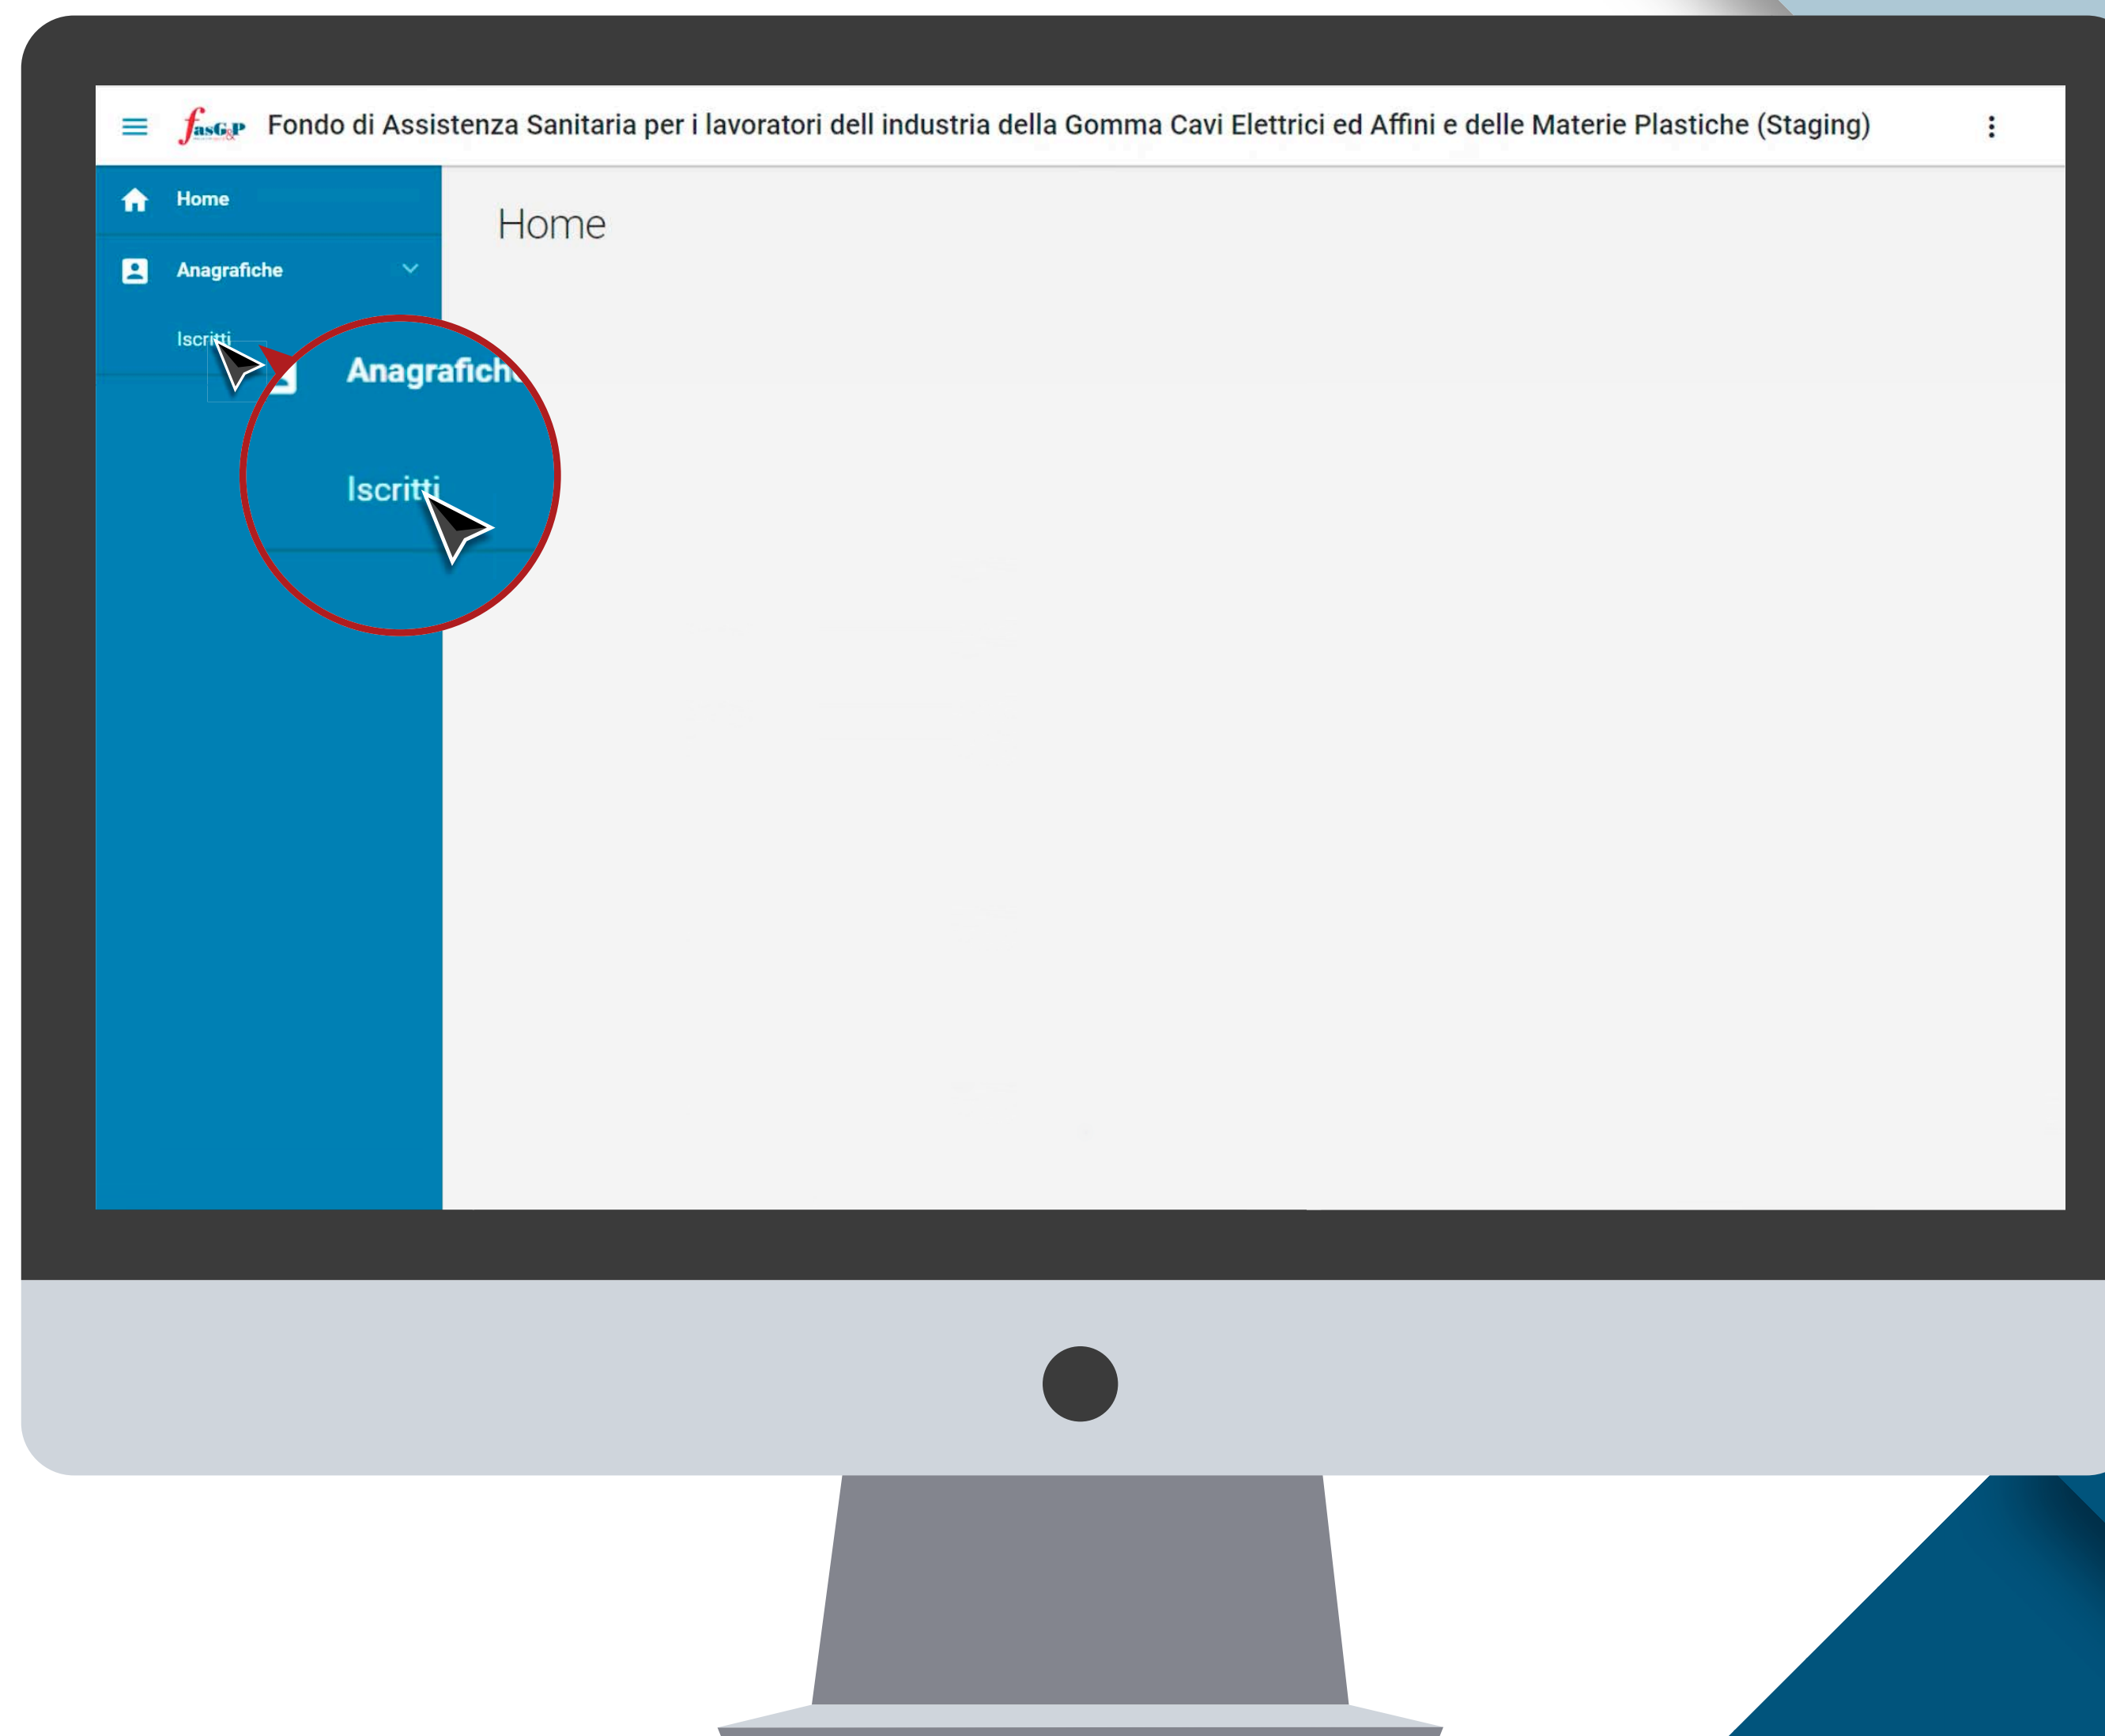 fasG&P Fondo di Assistenza Sanitaria per i lavoratori dell industria della Gomma Cavi Elettrici ed Affini e delle Materie Plastiche (Staging)
Home
Home
Anagrafiche
Iscritti
Anagrafiche
Iscritti